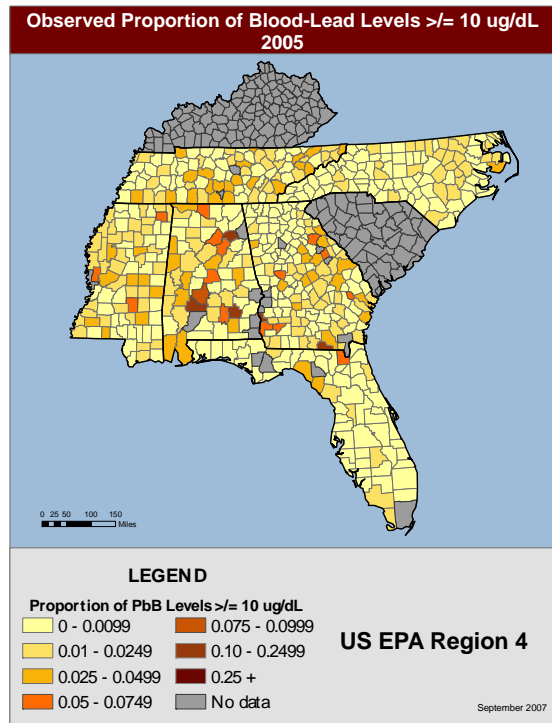 Observed Proportion of Blood-Lead Levels >/= 10 ug/dL
2005
0 25 50 100 150
Miles
LEGEND
Proportion of PbB Levels >/= 10 ug/dL
0 - 0.0099
0.01 - 0.0249
0.025 - 0.0499
0.05 - 0.0749
0.075 - 0.0999
0.10 - 0.2499
0.25 +
No data
US EPA Region 4
September 2007